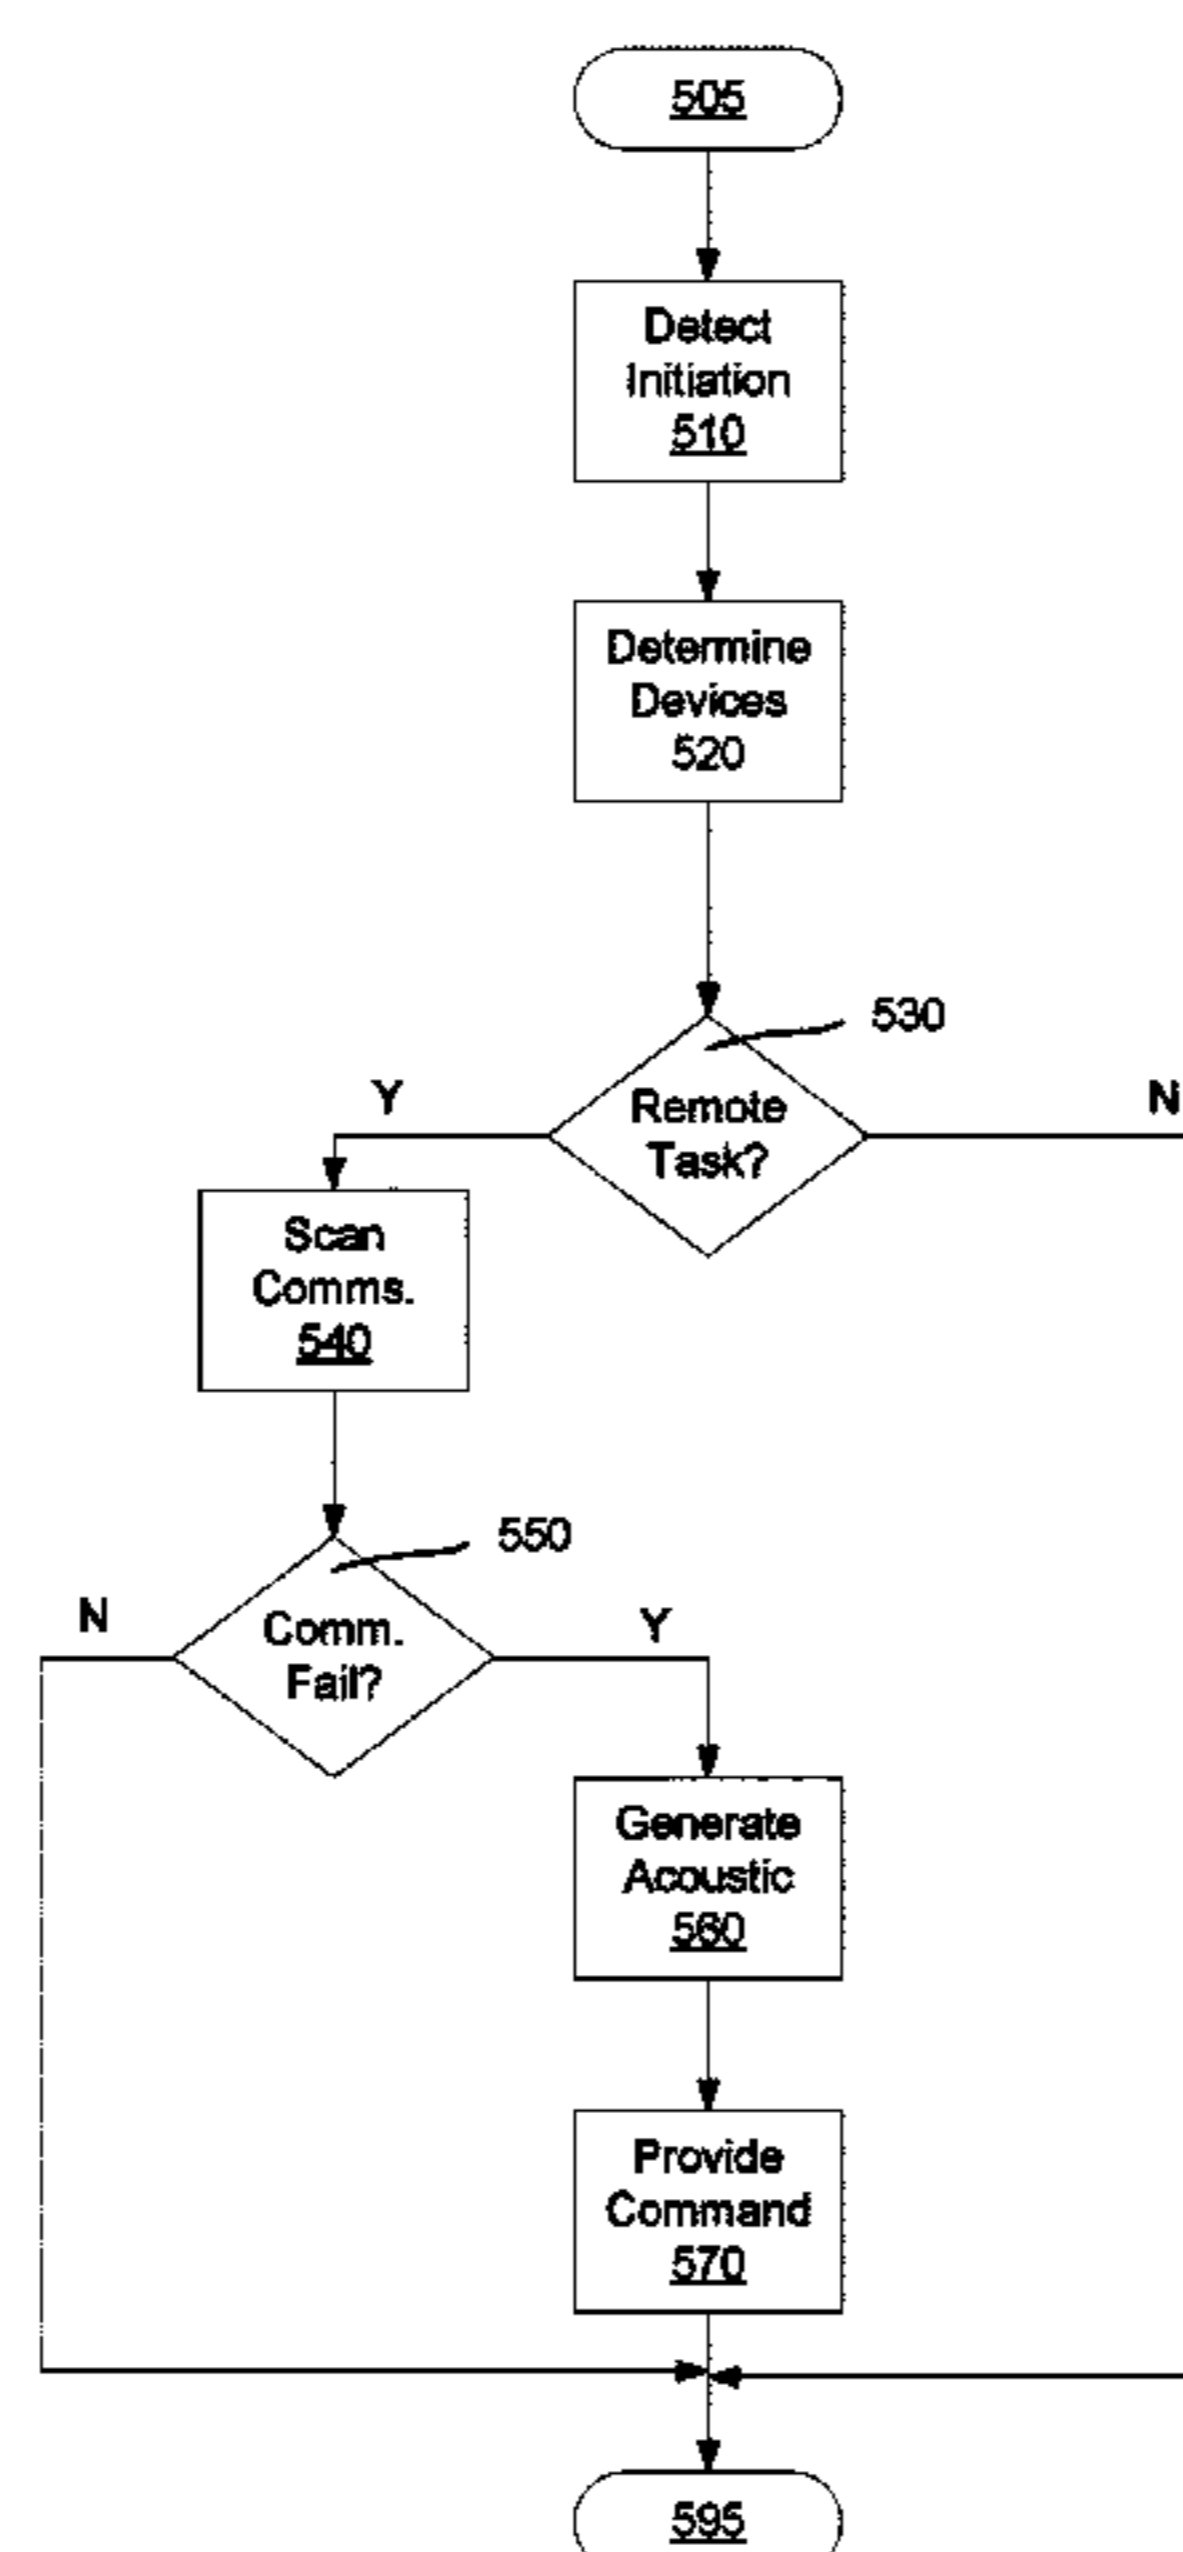 505
Detect
Initiation
510
Determine
Devices
520
530
Remote
Task?
Y
N
Scan
Comms.
540
550
Comm.
Fail?
N
Y
Generate
Acoustic
560
Provide
Command
570
595